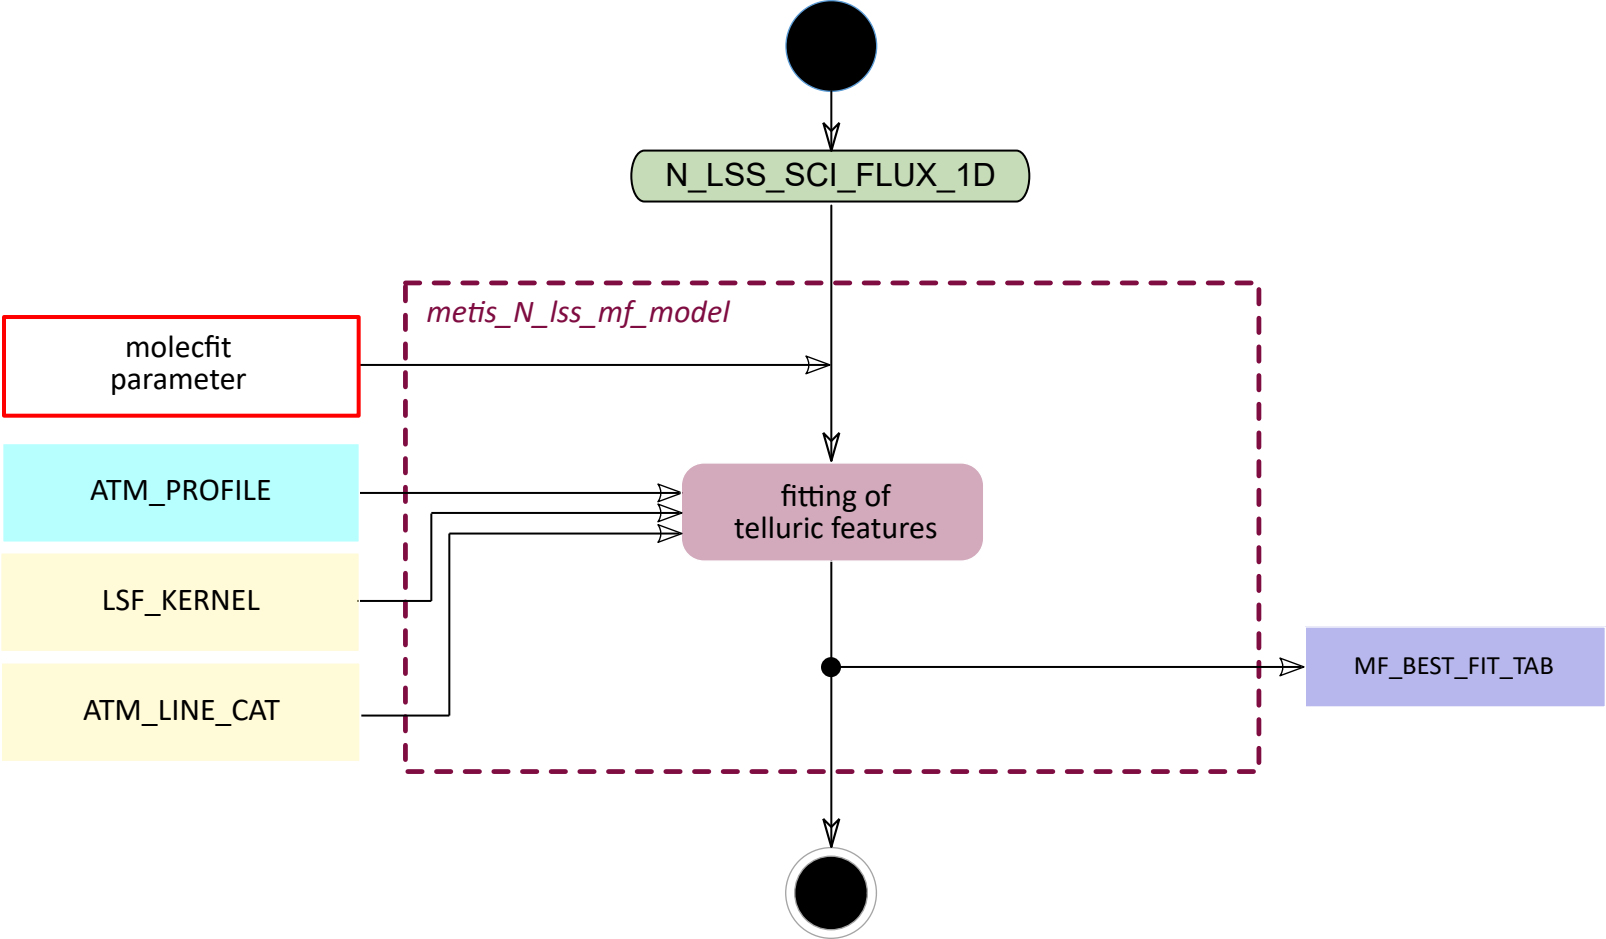 N_LSS_SCI_FLUX_1D
metis_N_lss_mf_model
molecfit
parameter
ATM_PROFILE
fitting of
telluric features
LSF_KERNEL
MF_BEST_FIT_TAB
ATM_LINE_CAT